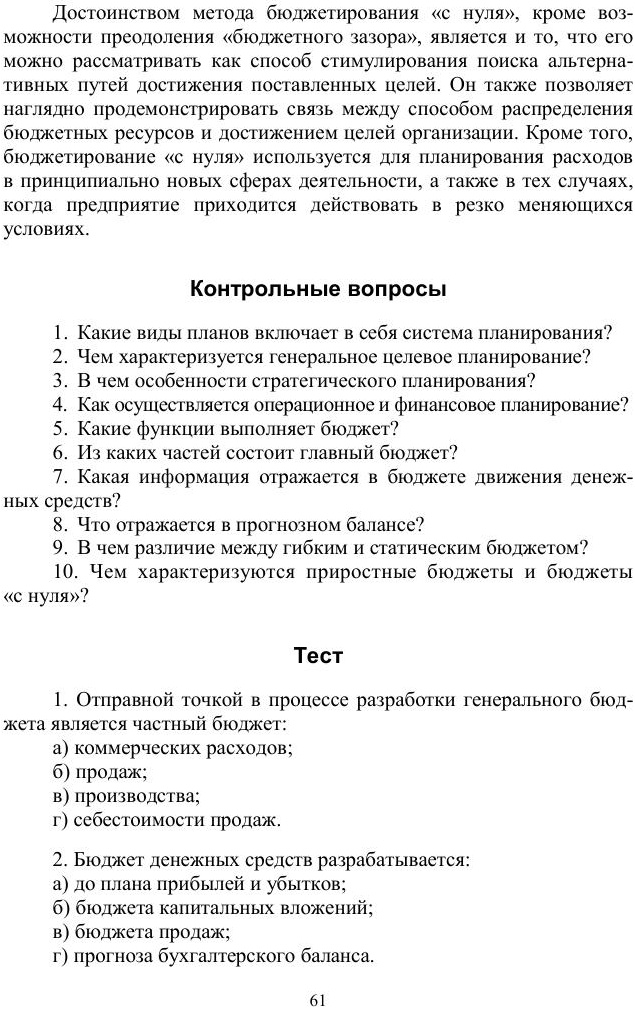 Достоинством метода бюджетирования «с нуля», кроме воз-
можности преодоления «бюджетного зазора», является и то, что его
можно рассматривать как способ стимулирования поиска альтерна-
тивных путей достижения поставленных целей. Он также позволяет
наглядно продемонстрировать связь между способом распределения
бюджетных ресурсов и достижением целей организации. Кроме того,
бюджетирование «с нуля» используется для планирования расходов
в принципиально новых сферах деятельности, а также в тех случаях,
когда предприятие приходится действовать в резко меняющихся
условиях.
Контрольные вопросы
1. Какие виды планов включает в себя система планирования?
2. Чем характеризуется генеральное целевое планирование?
3. В чем особенности стратегического планирования?
4. Как осуществляется операционное и финансовое планирование?
5. Какие функции выполняет бюджет?
6. Из каких частей состоит главный бюджет?
7. Какая информация отражается в бюджете движения денеж-
ных средств?
8. Что отражается в прогнозном балансе?
9. В чем различие между гибким и статическим бюджетом?
10. Чем характеризуются приростные бюджеты и бюджеты
«с нуля»?
Тест
1. Отправной точкой в процессе разработки генерального бюд-
жета является частный бюджет:
а) коммерческих расходов;
б) продаж;
в) производства;
г) себестоимости продаж.
2. Бюджет денежных средств разрабатывается:
а) до плана прибылей и убытков;
б) бюджета капитальных вложений;
в) бюджета продаж;
г) прогноза бухгалтерского баланса.
61